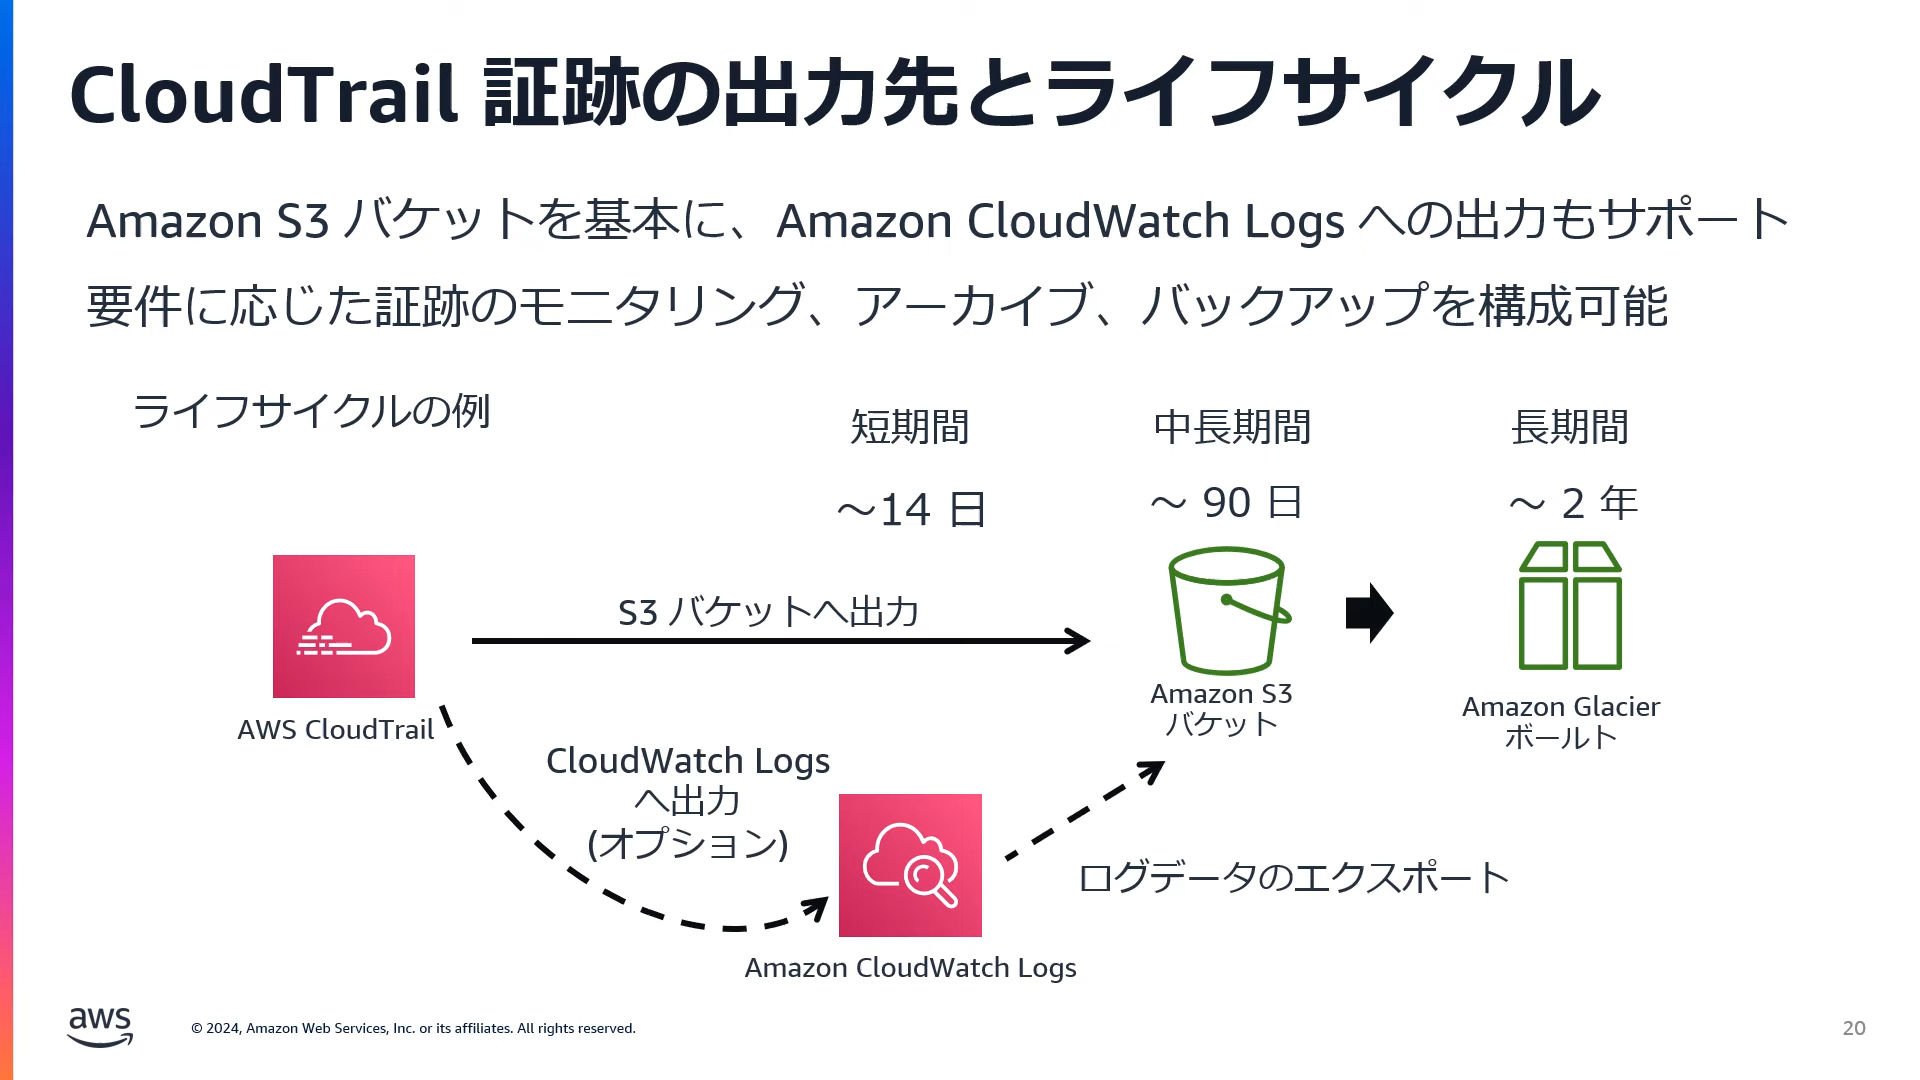 CloudTrail 証跡の出力先とライフサイクル
Amazon S3 バケットを基本に、Amazon CloudWatch Logs への出力もサポート
要件に応じた証跡のモニタリング、アーカイブ、バックアップを構成可能
ライフサイクルの例
短期間
中長期間
長期間
～14 日
～ 90 日
～ 2 年
S3 バケットへ出力
AWS CloudTrail
Amazon S3
バケット
Amazon Glacier
ボールト
CloudWatch Logs
へ出力
(オプション)
ログデータのエクスポート
Amazon CloudWatch Logs
aws
© 2024, Amazon Web Services, Inc. or its affiliates. All rights reserved.
20